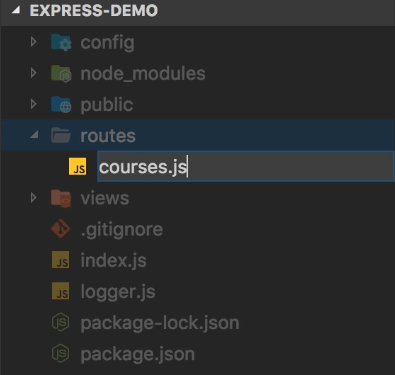 EXPRESS-DEMO
config
node_modules
public
routes
JS courses.js
views
.gitignore
JS index.js
JS logger.js
package-lock.json
package.json